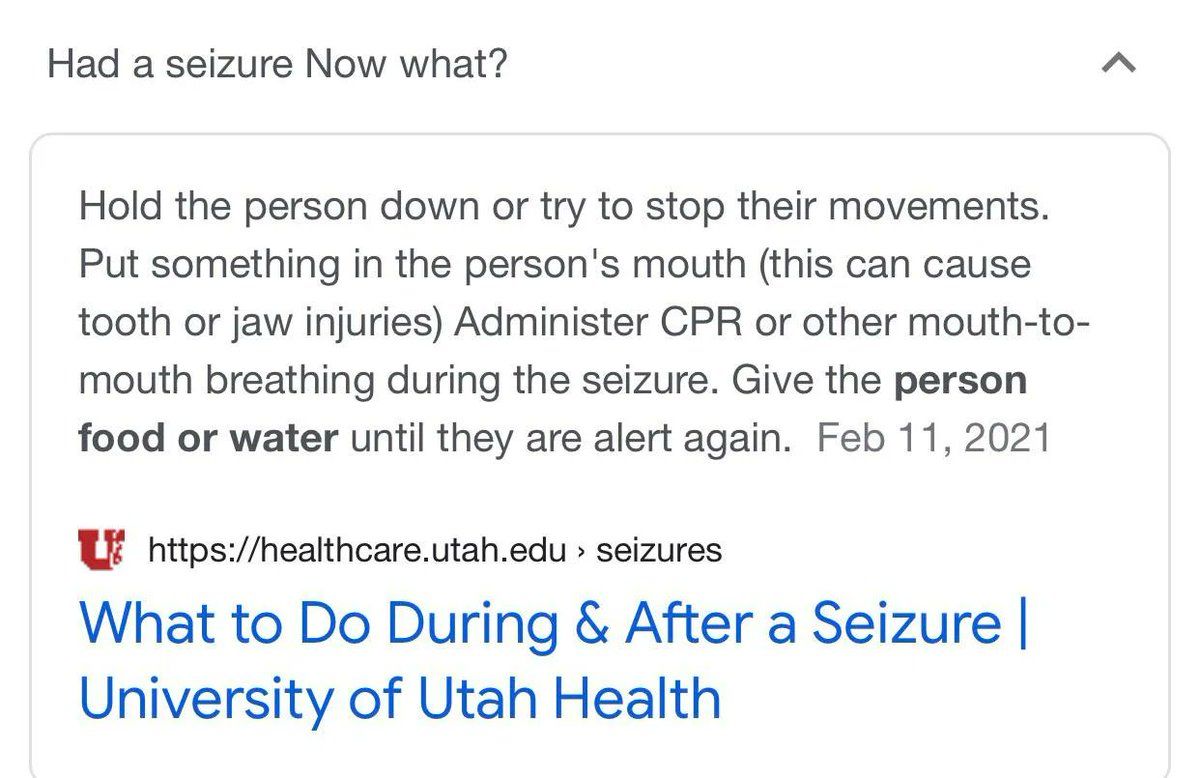 Had a seizure Now what?
Hold the person down or try to stop their movements.
Put something in the person's mouth (this can cause
tooth or jaw injuries) Administer CPR or other mouth-to-
mouth breathing during the seizure. Give the person
food or water until they are alert again. Feb 11, 2021
https://healthcare.utah.edu › seizures
What to Do During & After a Seizure |
University of Utah Health